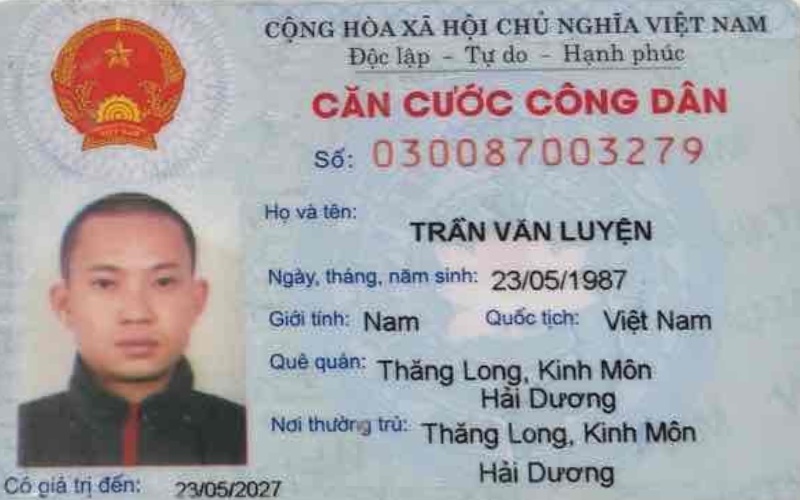 CỘNG HÒA XÃ HỘI CHỦ NGHĨA VIỆT NAM
Độc lập - Tự do - Hạnh phúc
CĂN CƯỚC CÔNG DÂN
Số: 030087003279
Họ và tên:
TRẦN VĂN LUYỆN
Ngày, tháng, năm sinh: 23/05/1987
Giới tính: Nam Quốc tịch: Việt Nam
Quê quán: Thăng Long, Kinh Môn
Hải Dương
Nơi thường trú: Thăng Long, Kinh Môn
Hải Dương
Có giá trị đến: 23/05/2027